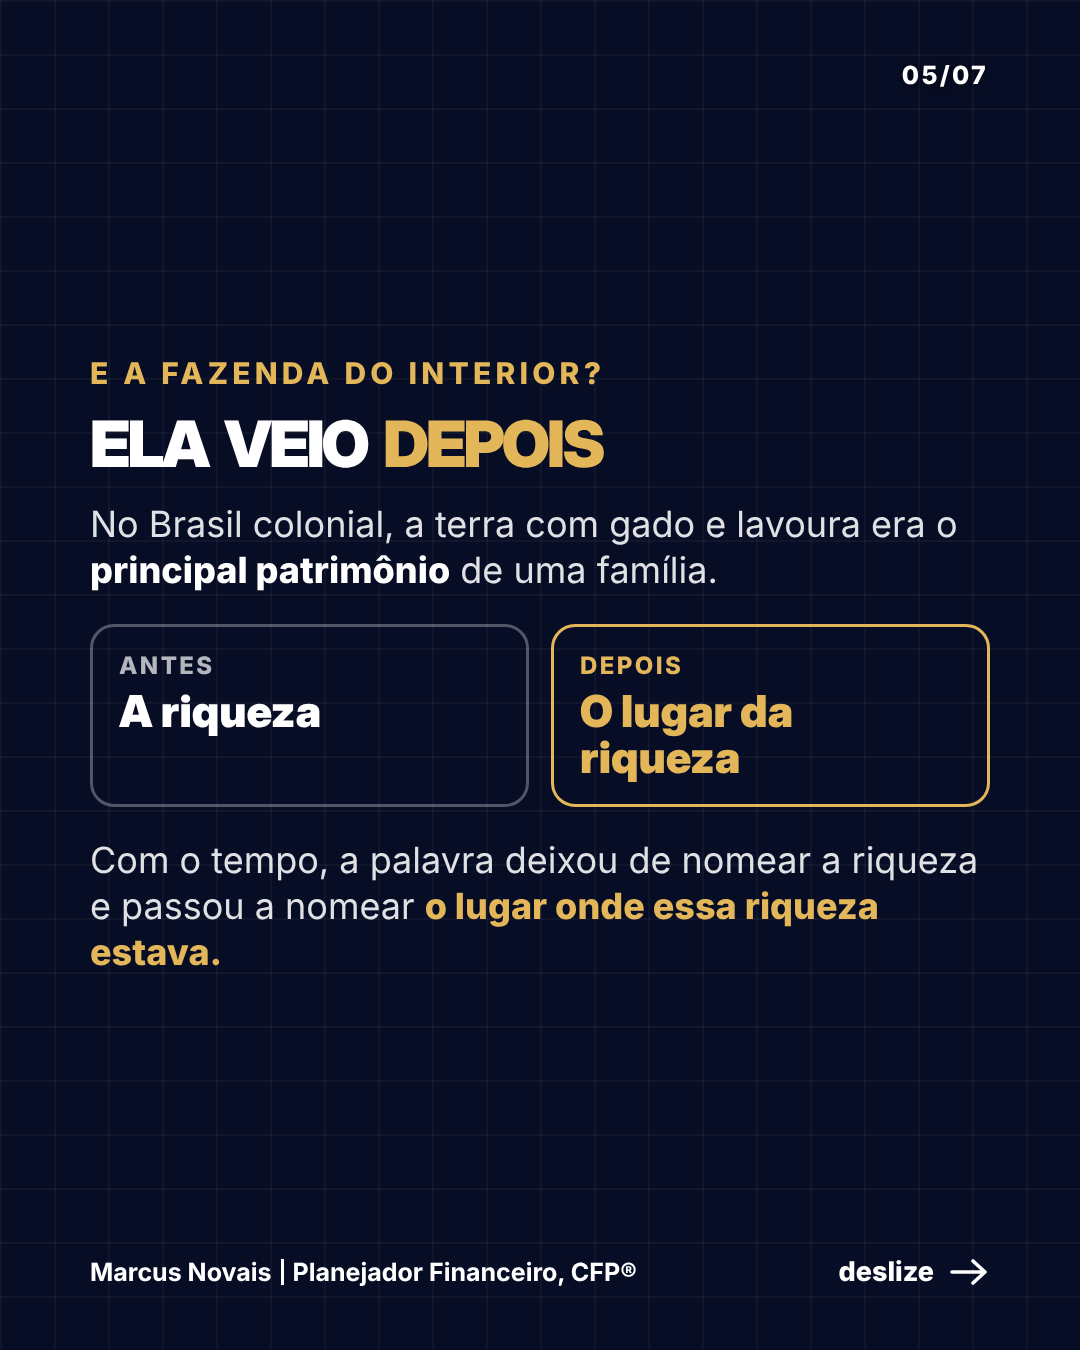 05/07
E A FAZENDA DO INTERIOR?
ELA VEIO DEPOIS
No Brasil colonial, a terra com gado e lavoura era o
principal patrimônio de uma família.
ANTES
A riqueza
DEPOIS
O lugar da
riqueza
Com o tempo, a palavra deixou de nomear a riqueza
e passou a nomear o lugar onde essa riqueza
estava.
Marcus Novais | Planejador Financeiro, CFP®
deslize →